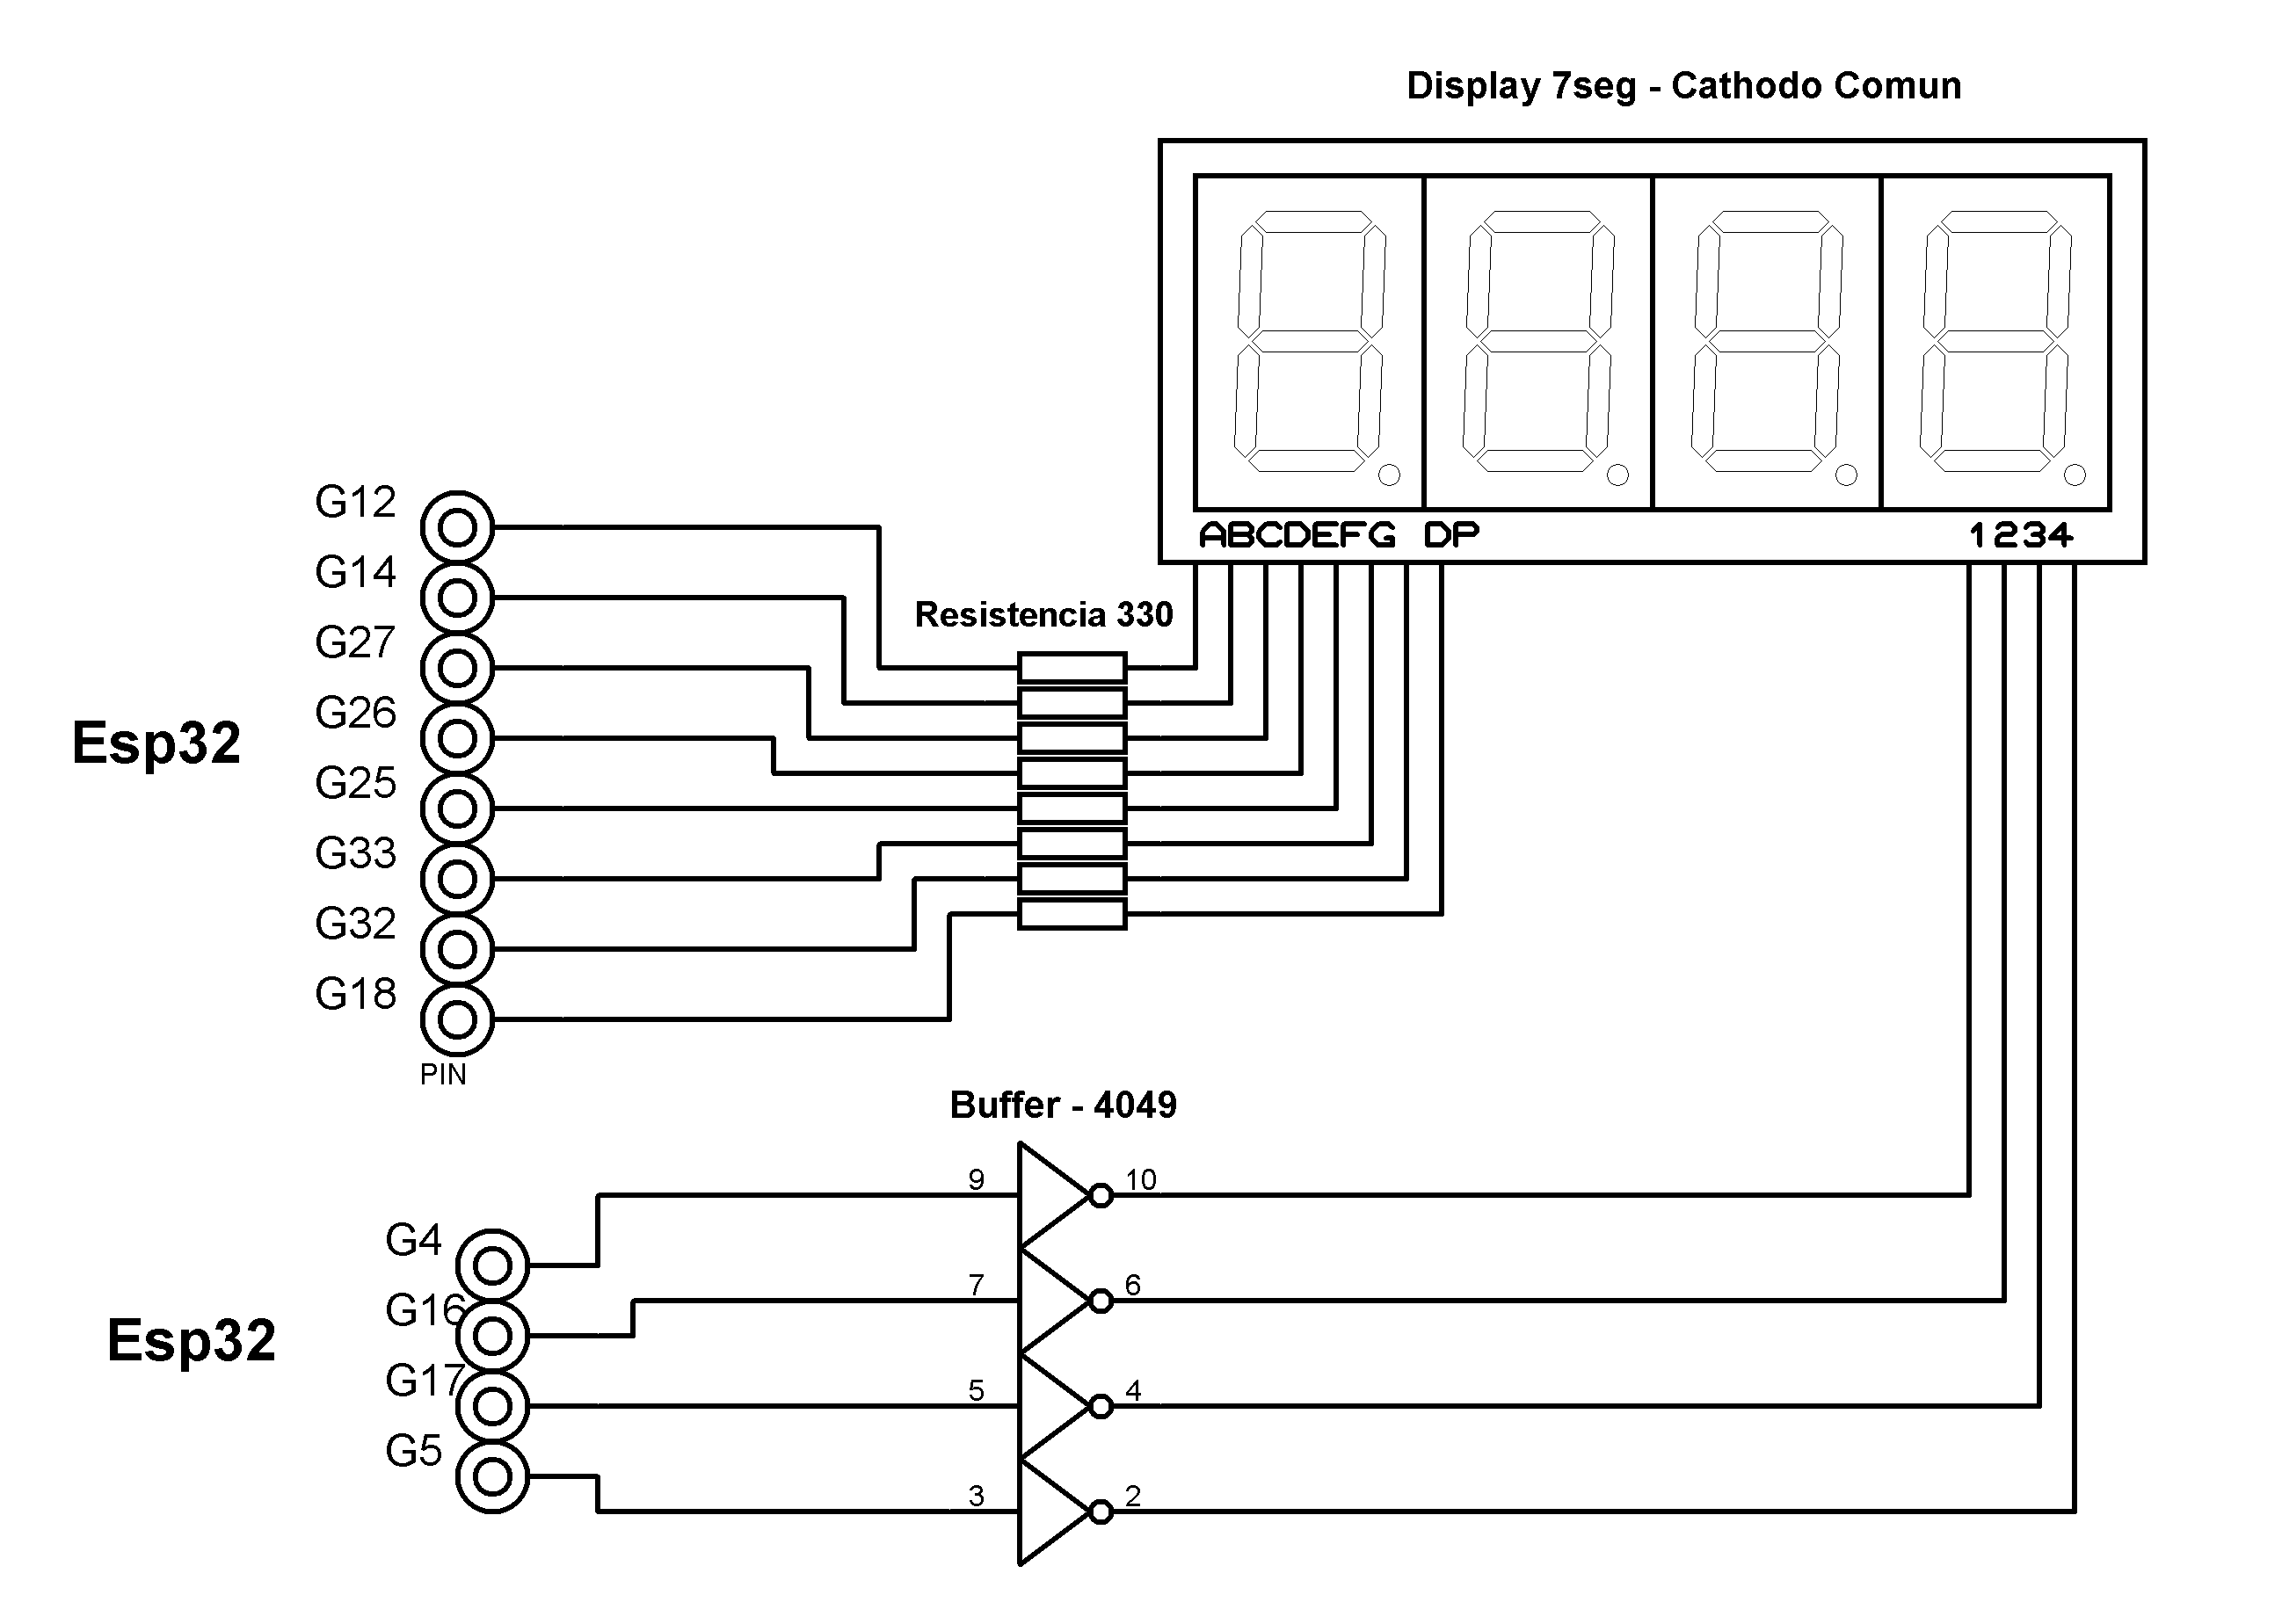 Display 7seg - Cathodo Comun
ABCDEFG DP
1234
Resistencia 330
Esp32
G12
G14
G27
G26
G25
G33
G32
G18
PIN
Buffer - 4049
Esp32
G4
G16
G17
G5
9
10
7
6
5
4
3
2